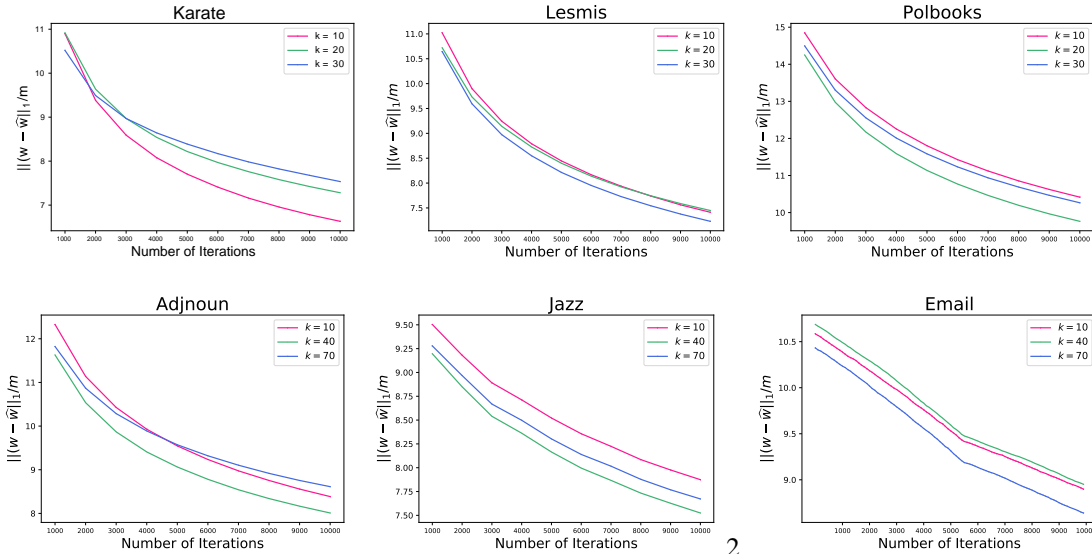 Karate
11
10
9
8
7
||(w − ŵ)||₁/m
k = 10
k = 20
k = 30
1000 2000 3000 4000 5000 6000 7000 8000 9000 10000
Number of Iterations
Lesmis
11.0
10.5
10.0
9.5
9.0
8.5
8.0
7.5
||(w − ŵ)||₁/m
k = 10
k = 20
k = 30
1000 2000 3000 4000 5000 6000 7000 8000 9000 10000
Number of Iterations
Polbooks
15
14
13
12
11
10
||(w − ŵ)||₁/m
k = 10
k = 20
k = 30
1000 2000 3000 4000 5000 6000 7000 8000 9000 10000
Number of Iterations
Adjnoun
12
11
10
9
8
||(w − ŵ)||₁/m
k = 10
k = 40
k = 70
1000 2000 3000 4000 5000 6000 7000 8000 9000 10000
Number of Iterations
Jazz
9.50
9.25
9.00
8.75
8.50
8.25
8.00
7.75
7.50
||(w − ŵ)||₁/m
k = 10
k = 40
k = 70
1000 2000 3000 4000 5000 6000 7000 8000 9000 10000
Number of Iterations
Email
10.5
10.0
9.5
9.0
||(w − ŵ)||₁/m
k = 10
k = 40
k = 70
1000 2000 3000 4000 5000 6000 7000 8000 9000 10000
Number of Iterations
2